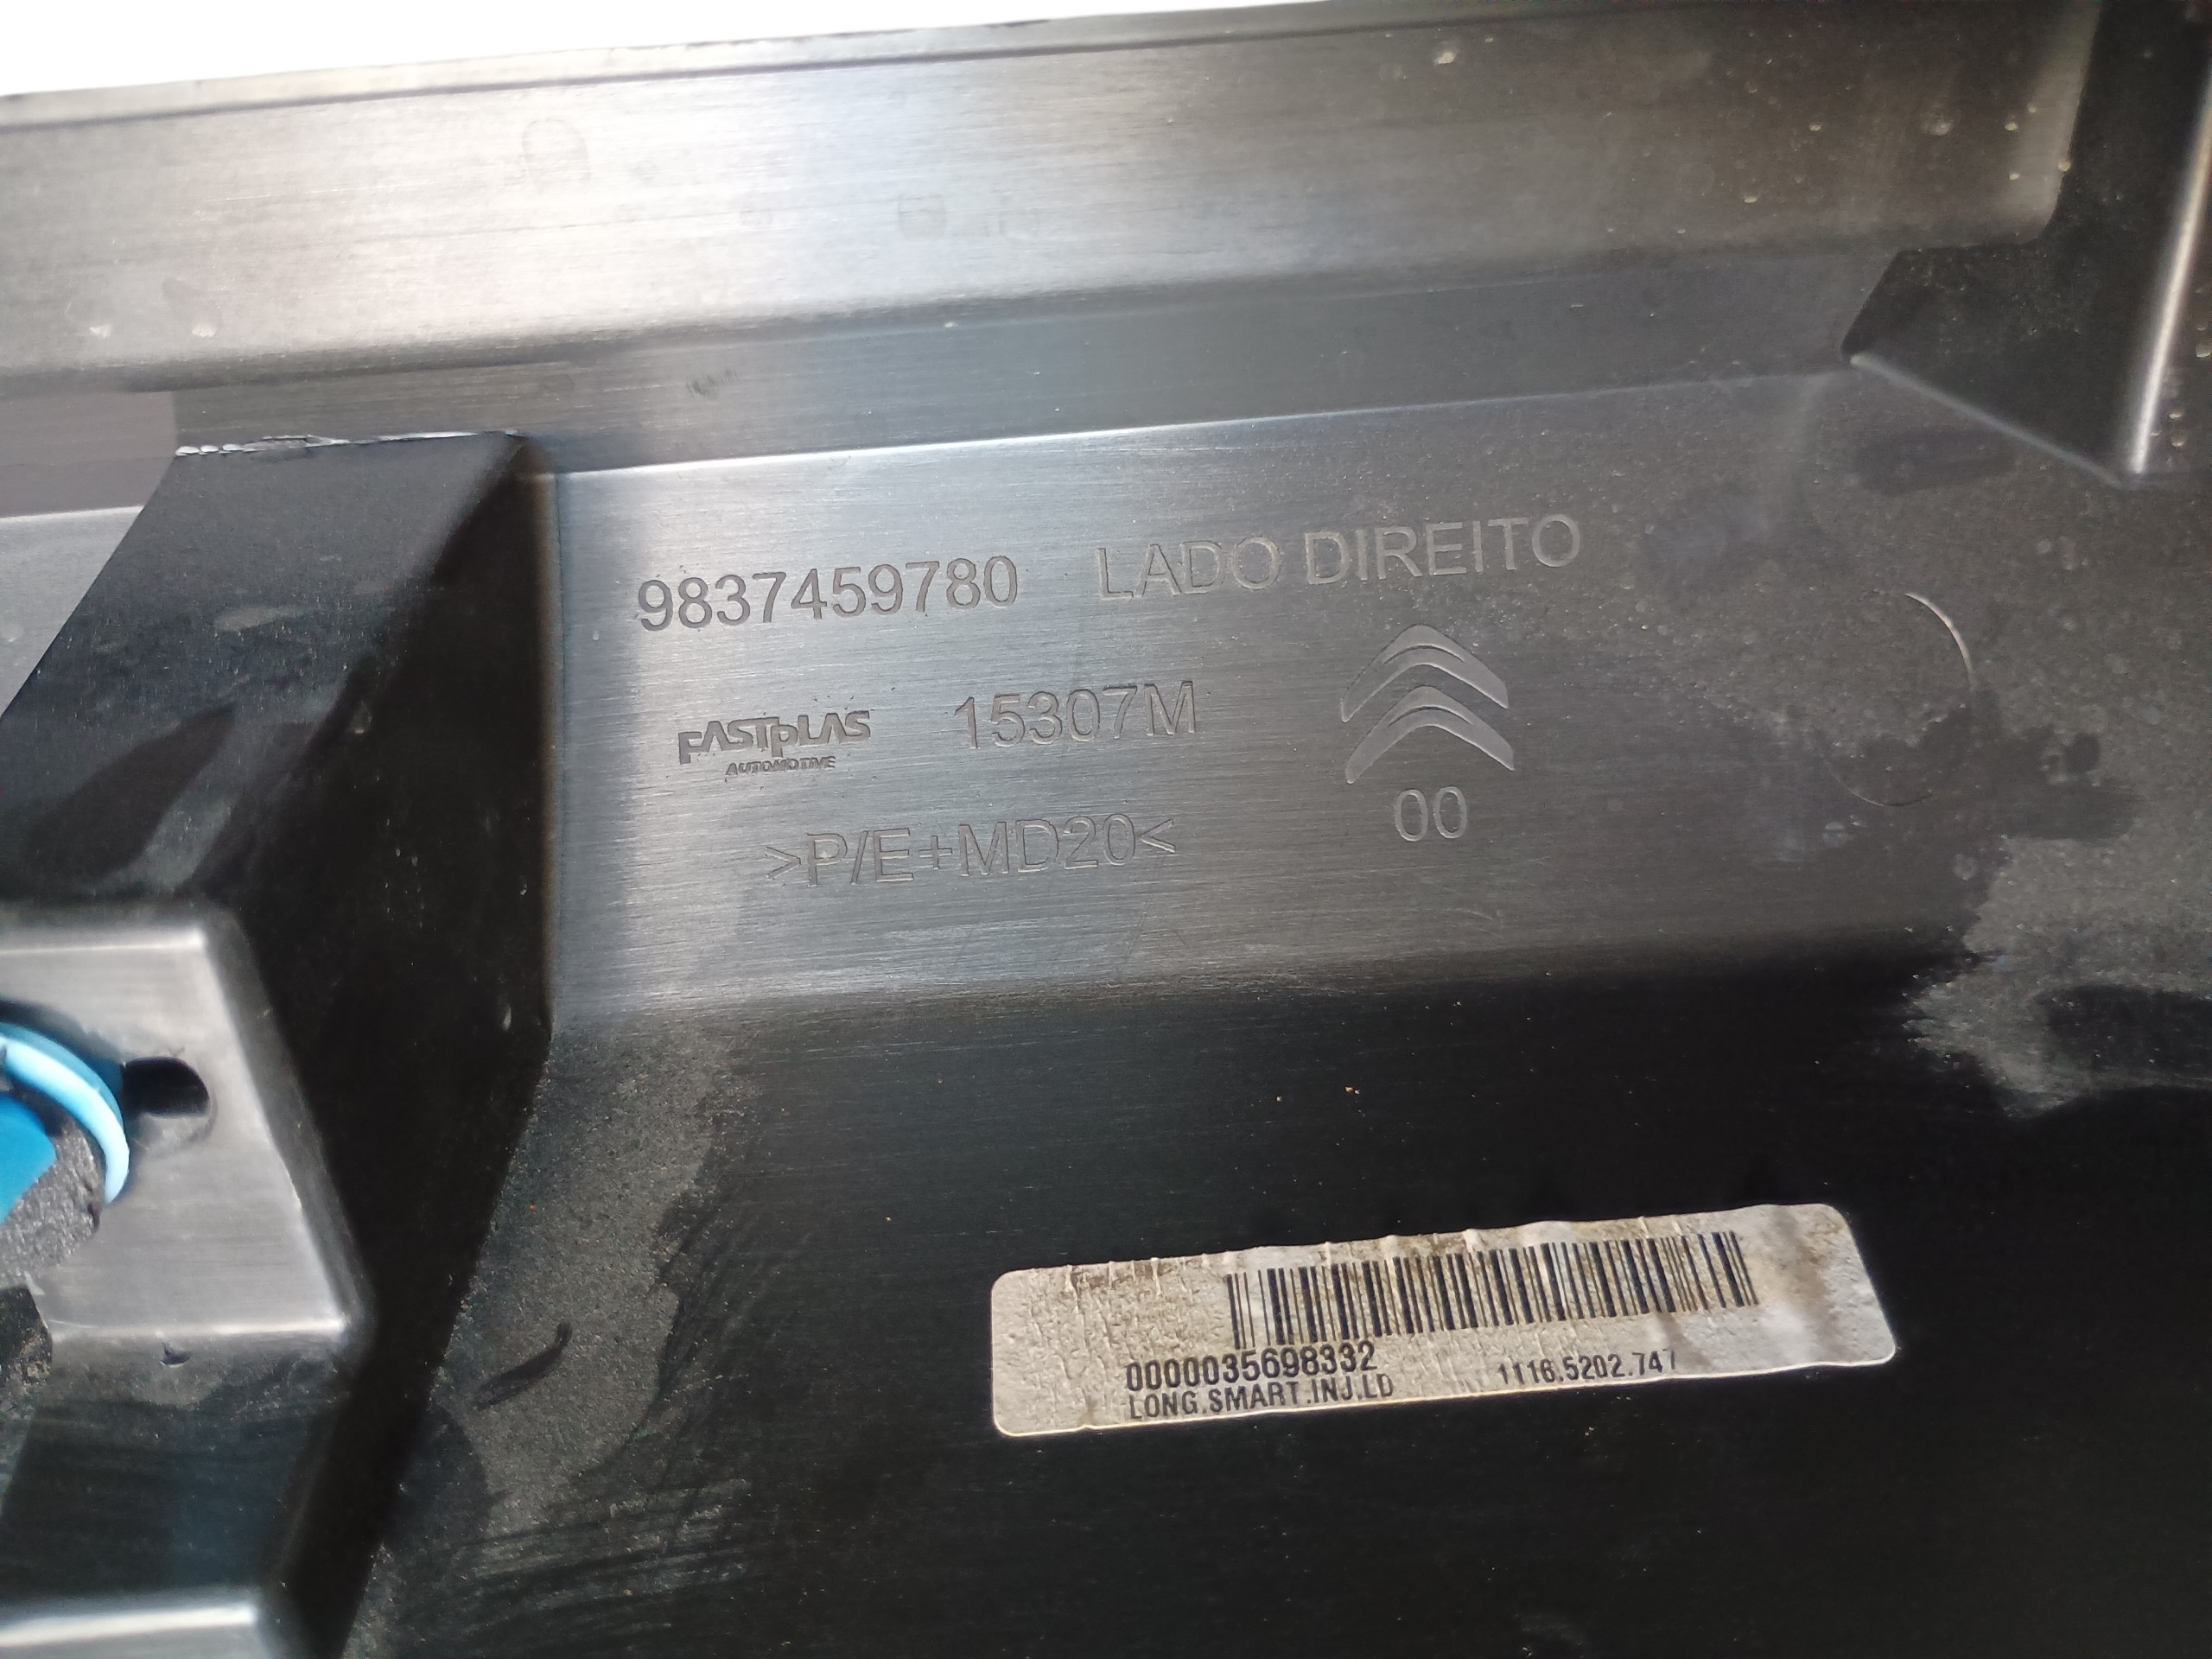 9837459780 LADO DIREITO
FASTPLAS 15307M
AUTOMOTIVE
>P/E+MD20<
00
0000035698332 1116.5202.747
LONG.SMART.INJ.LD